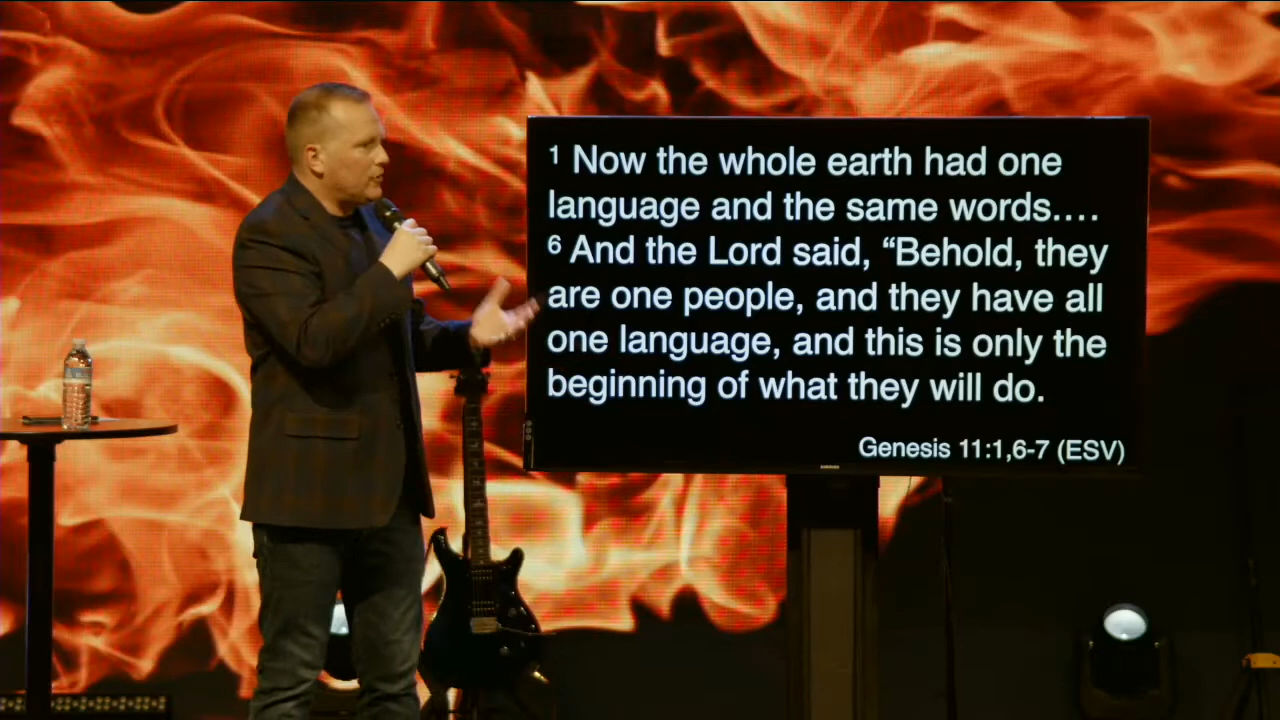 ¹ Now the whole earth had one
language and the same words....
⁶ And the Lord said, “Behold, they
are one people, and they have all
one language, and this is only the
beginning of what they will do.
Genesis 11:1,6-7 (ESV)
SAMSUNG